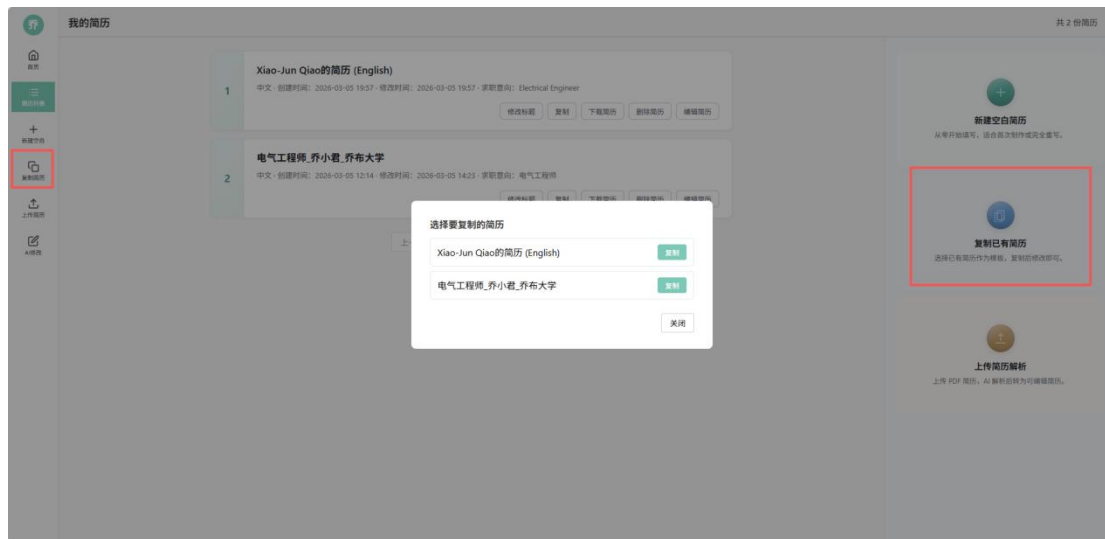 乔
我的简历
共 2 份简历
首页
简历列表
新建空白
复制简历
上传简历
AI修改
1
Xiao-Jun Qiao的简历 (English)
中文 · 创建时间: 2026-03-05 19:57 · 修改时间: 2026-03-05 19:57 · 求职意向: Electrical Engineer
修改标题 复制 下载简历 删除简历 编辑简历
2
电气工程师_乔小君_乔布大学
中文 · 创建时间: 2026-03-05 12:14 · 修改时间: 2026-03-05 14:23 · 求职意向: 电气工程师
修改标题 复制 下载简历 删除简历 编辑简历
上
选择要复制的简历
Xiao-Jun Qiao的简历 (English) 复制
电气工程师_乔小君_乔布大学 复制
关闭
新建空白简历
从零开始填写，适合首次制作或完全重写。
复制已有简历
选择已有简历作为模板，复制后修改即可。
上传简历解析
上传 PDF 简历，AI 解析后转为可编辑简历。